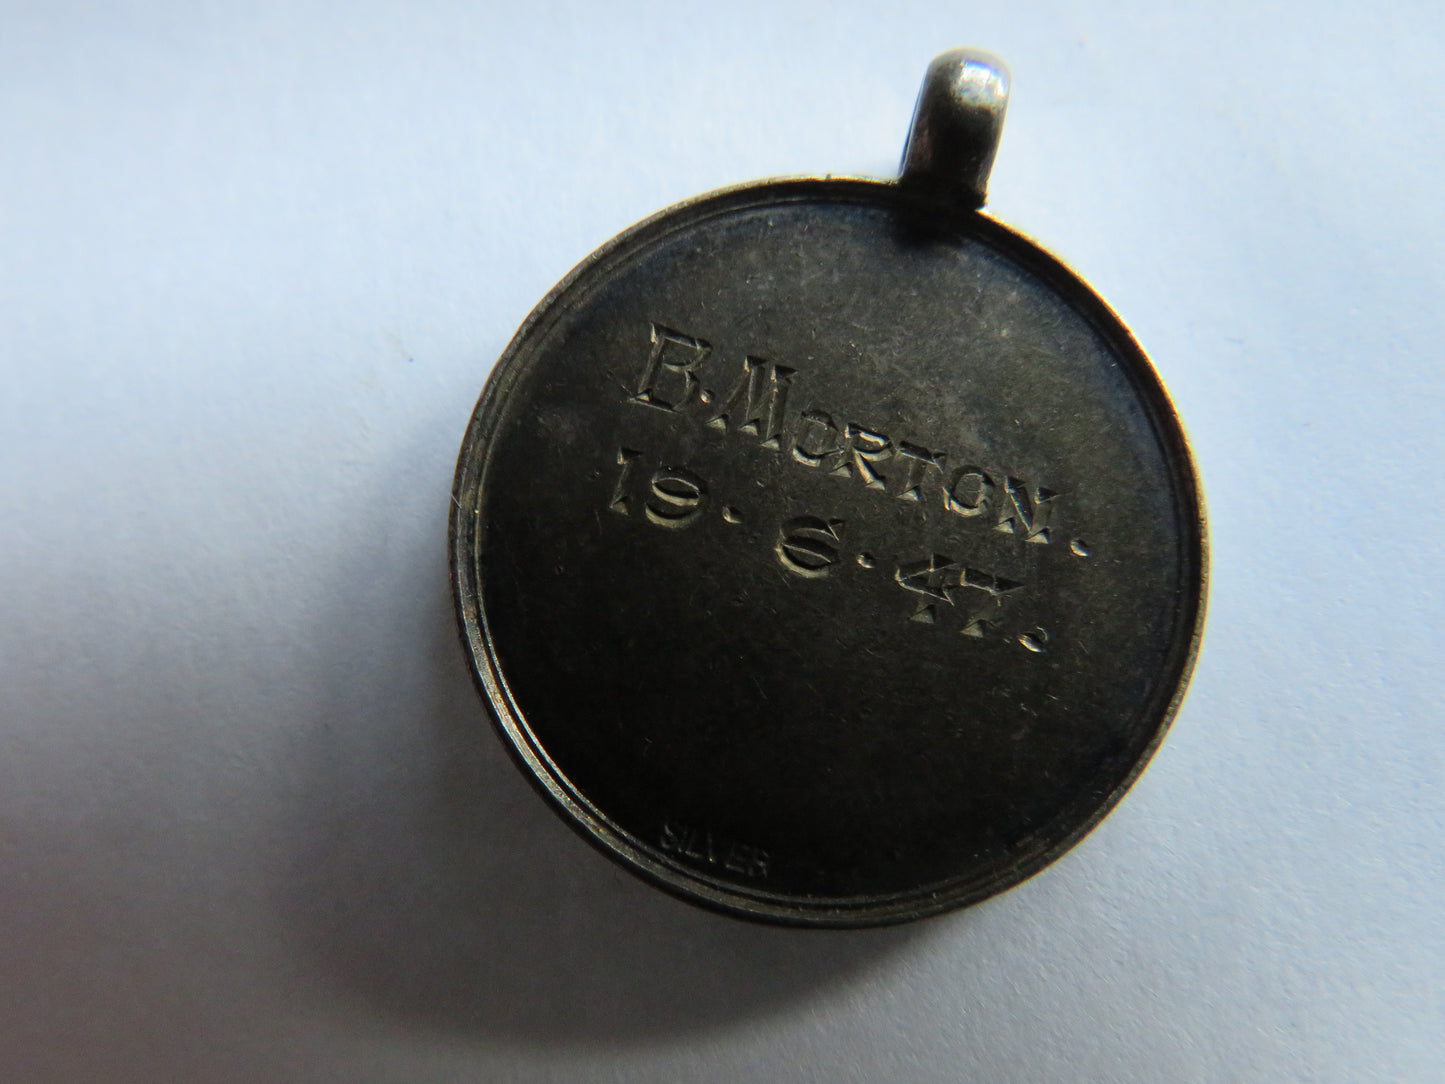 B. MORTON.
19. 6. 47.
SILVER